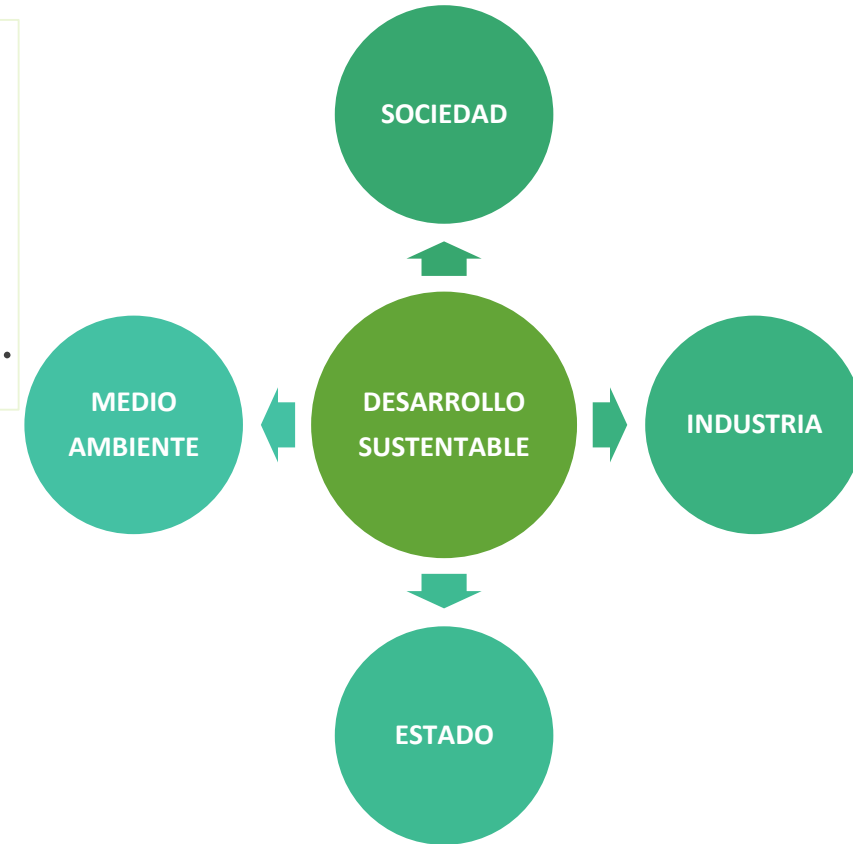 SOCIEDAD
MEDIO
AMBIENTE
DESARROLLO
SUSTENTABLE
INDUSTRIA
ESTADO